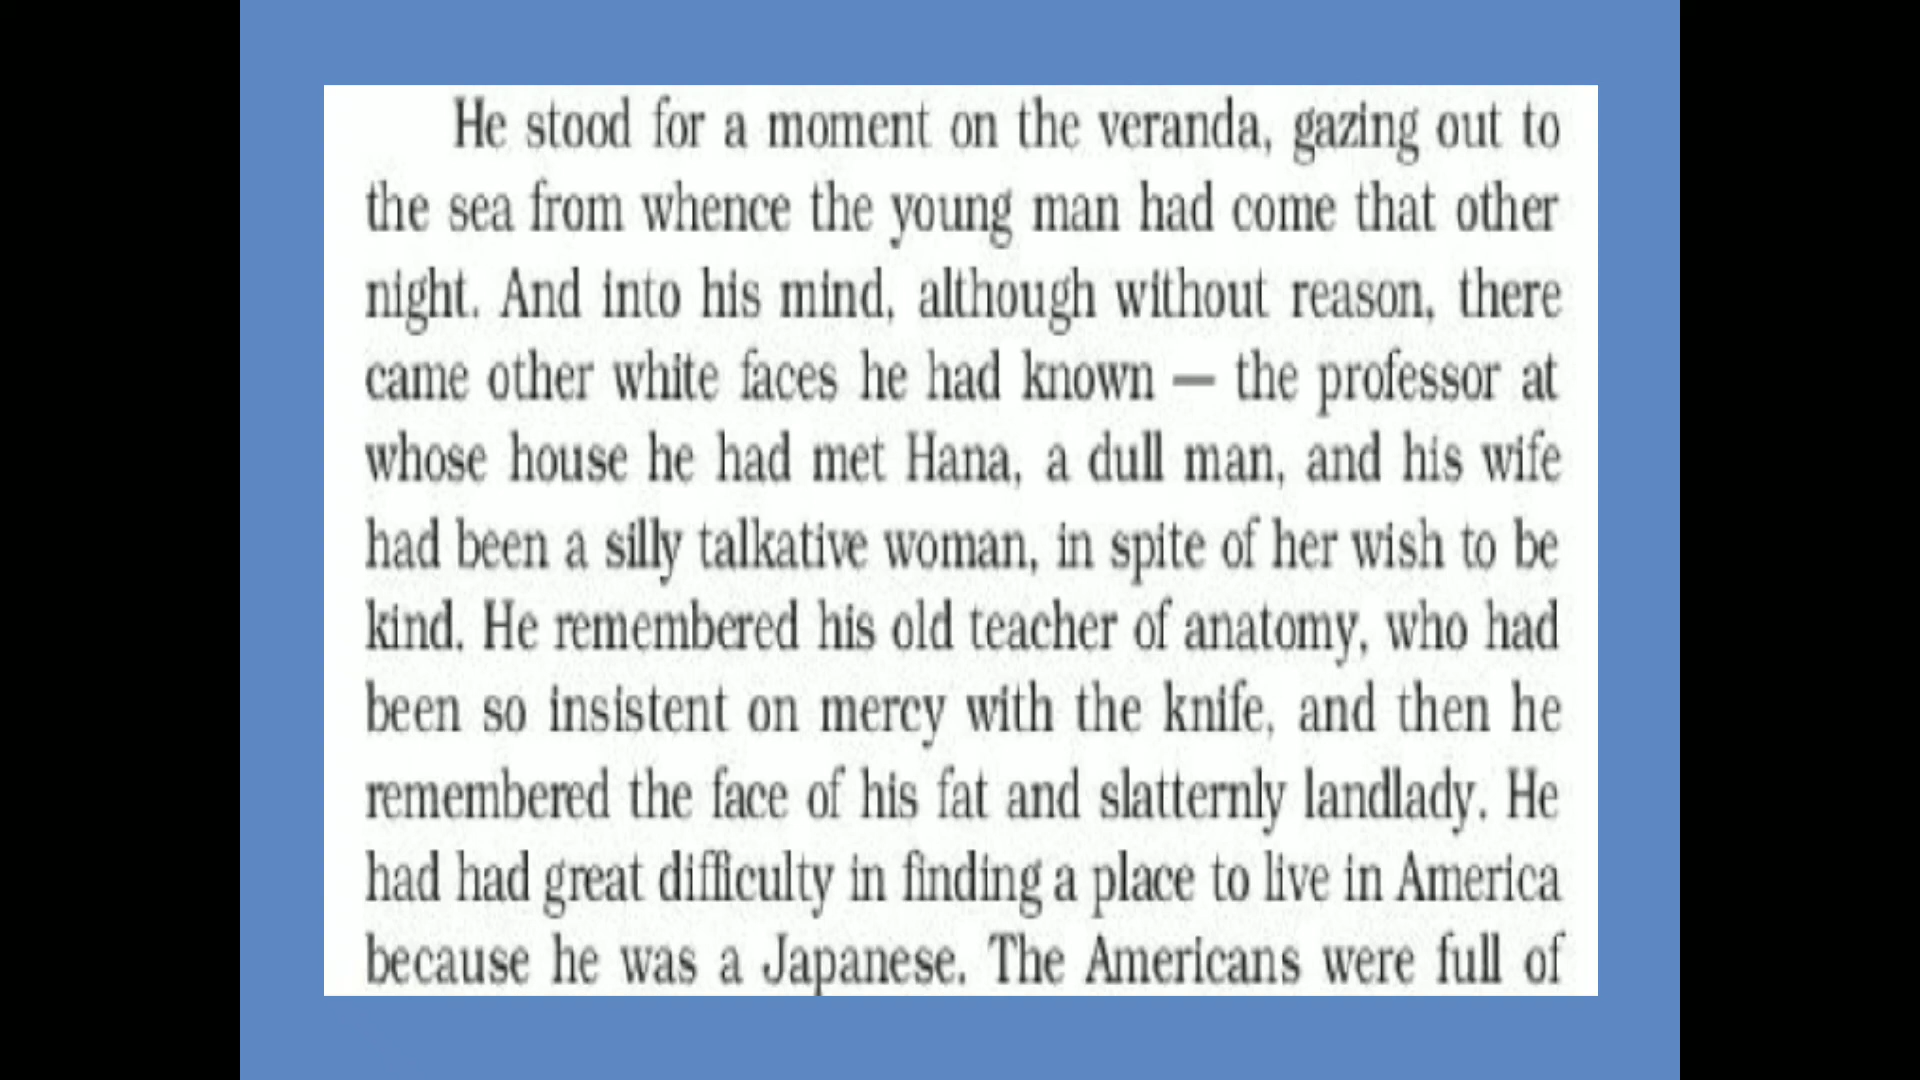 He stood for a moment on the veranda, gazing out to
the sea from whence the young man had come that other
night. And into his mind, although without reason, there
came other white faces he had known — the professor at
whose house he had met Hana, a dull man, and his wife
had been a silly talkative woman, in spite of her wish to be
kind. He remembered his old teacher of anatomy, who had
been so insistent on mercy with the knife, and then he
remembered the face of his fat and slatternly landlady. He
had had great difficulty in finding a place to live in America
because he was a Japanese. The Americans were full of